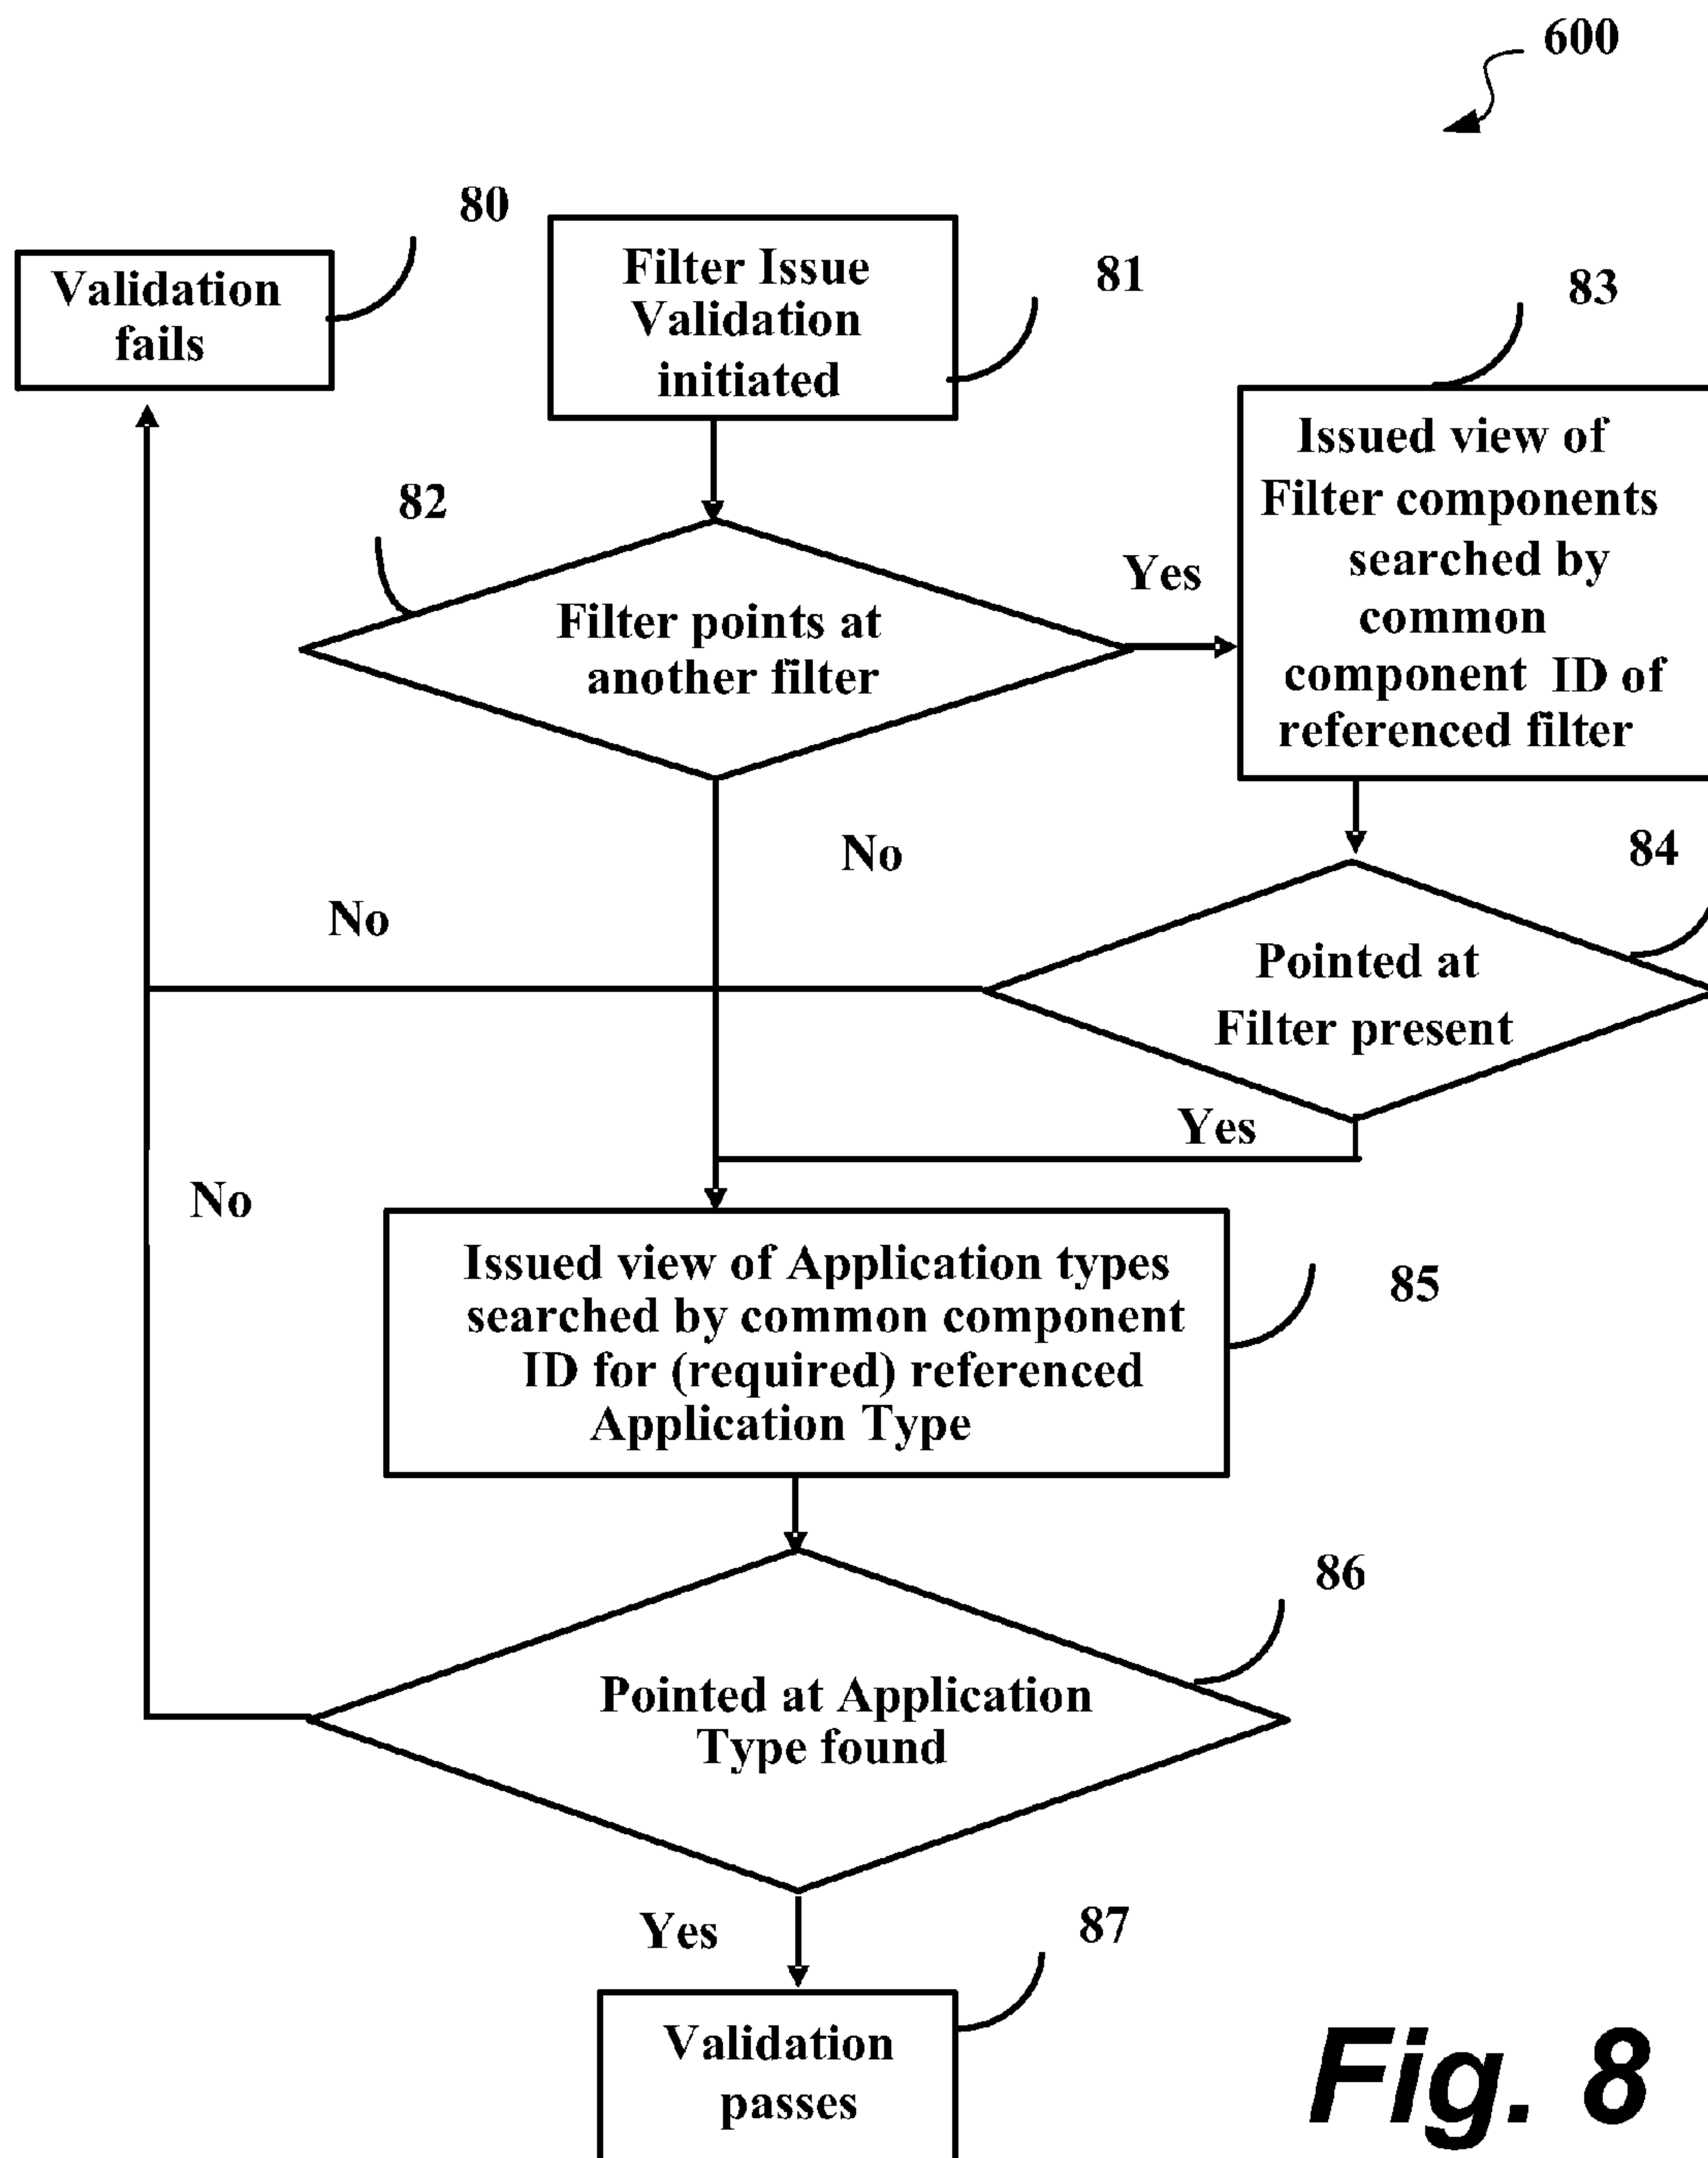 600
80
Validation
fails
Filter Issue
Validation
initiated
81
83
Issued view of
Filter components
searched by
common
component ID of
referenced filter
82
Filter points at
another filter
Yes
No
84
Pointed at
Filter present
No
Yes
No
Issued view of Application types
searched by common component
ID for (required) referenced
Application Type
85
86
Pointed at Application
Type found
Yes
87
Validation
passes
Fig. 8